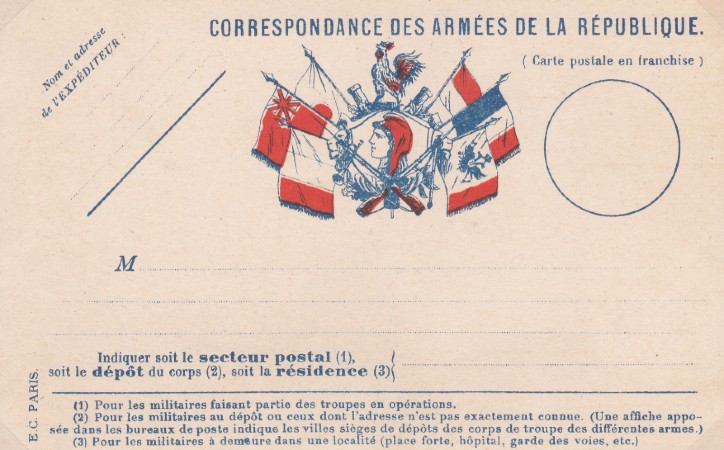 CORRESPONDANCE DES ARMÉES DE LA RÉPUBLIQUE.
Nom et adresse
de l'EXPÉDITEUR :
( Carte postale en franchise )
M
Indiquer soit le secteur postal (1),
soit le dépôt du corps (2), soit la résidence (3)
E.C. PARIS.
(1) Pour les militaires faisant partie des troupes en opérations.
(2) Pour les militaires au dépôt ou ceux dont l'adresse n'est pas exactement connue. (Une affiche appo-
sée dans les bureaux de poste indique les villes sièges de dépôts des corps de troupe des différentes armes.)
(3) Pour les militaires à demeure dans une localité (place forte, hôpital, garde des voies, etc.)